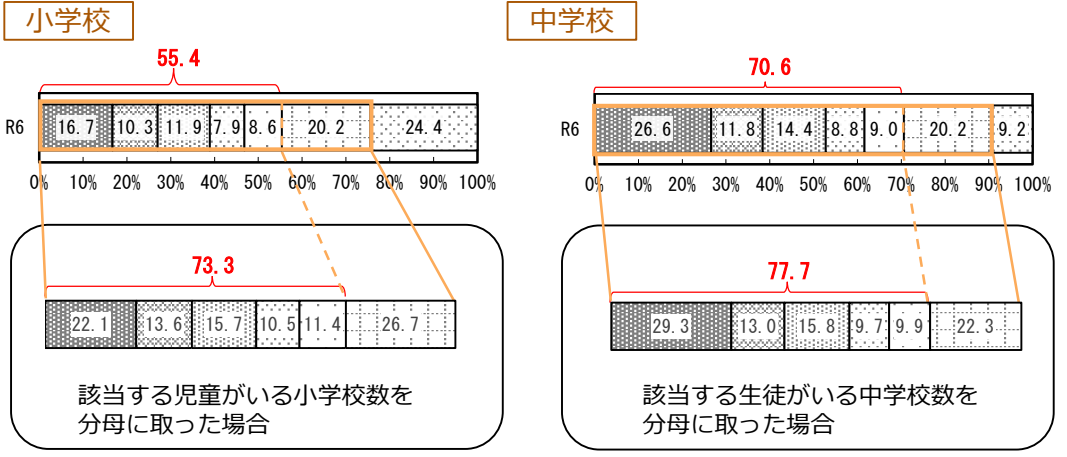 小学校
55.4
R6
16.7 10.3 11.9 7.9 8.6 20.2 24.4
0% 10% 20% 30% 40% 50% 60% 70% 80% 90% 100%
73.3
22.1 13.6 15.7 10.5 11.4 26.7
該当する児童がいる小学校数を
分母に取った場合
中学校
70.6
R6
26.6 11.8 14.4 8.8 9.0 20.2 9.2
0% 10% 20% 30% 40% 50% 60% 70% 80% 90% 100%
77.7
29.3 13.0 15.8 9.7 9.9 22.3
該当する生徒がいる中学校数を
分母に取った場合